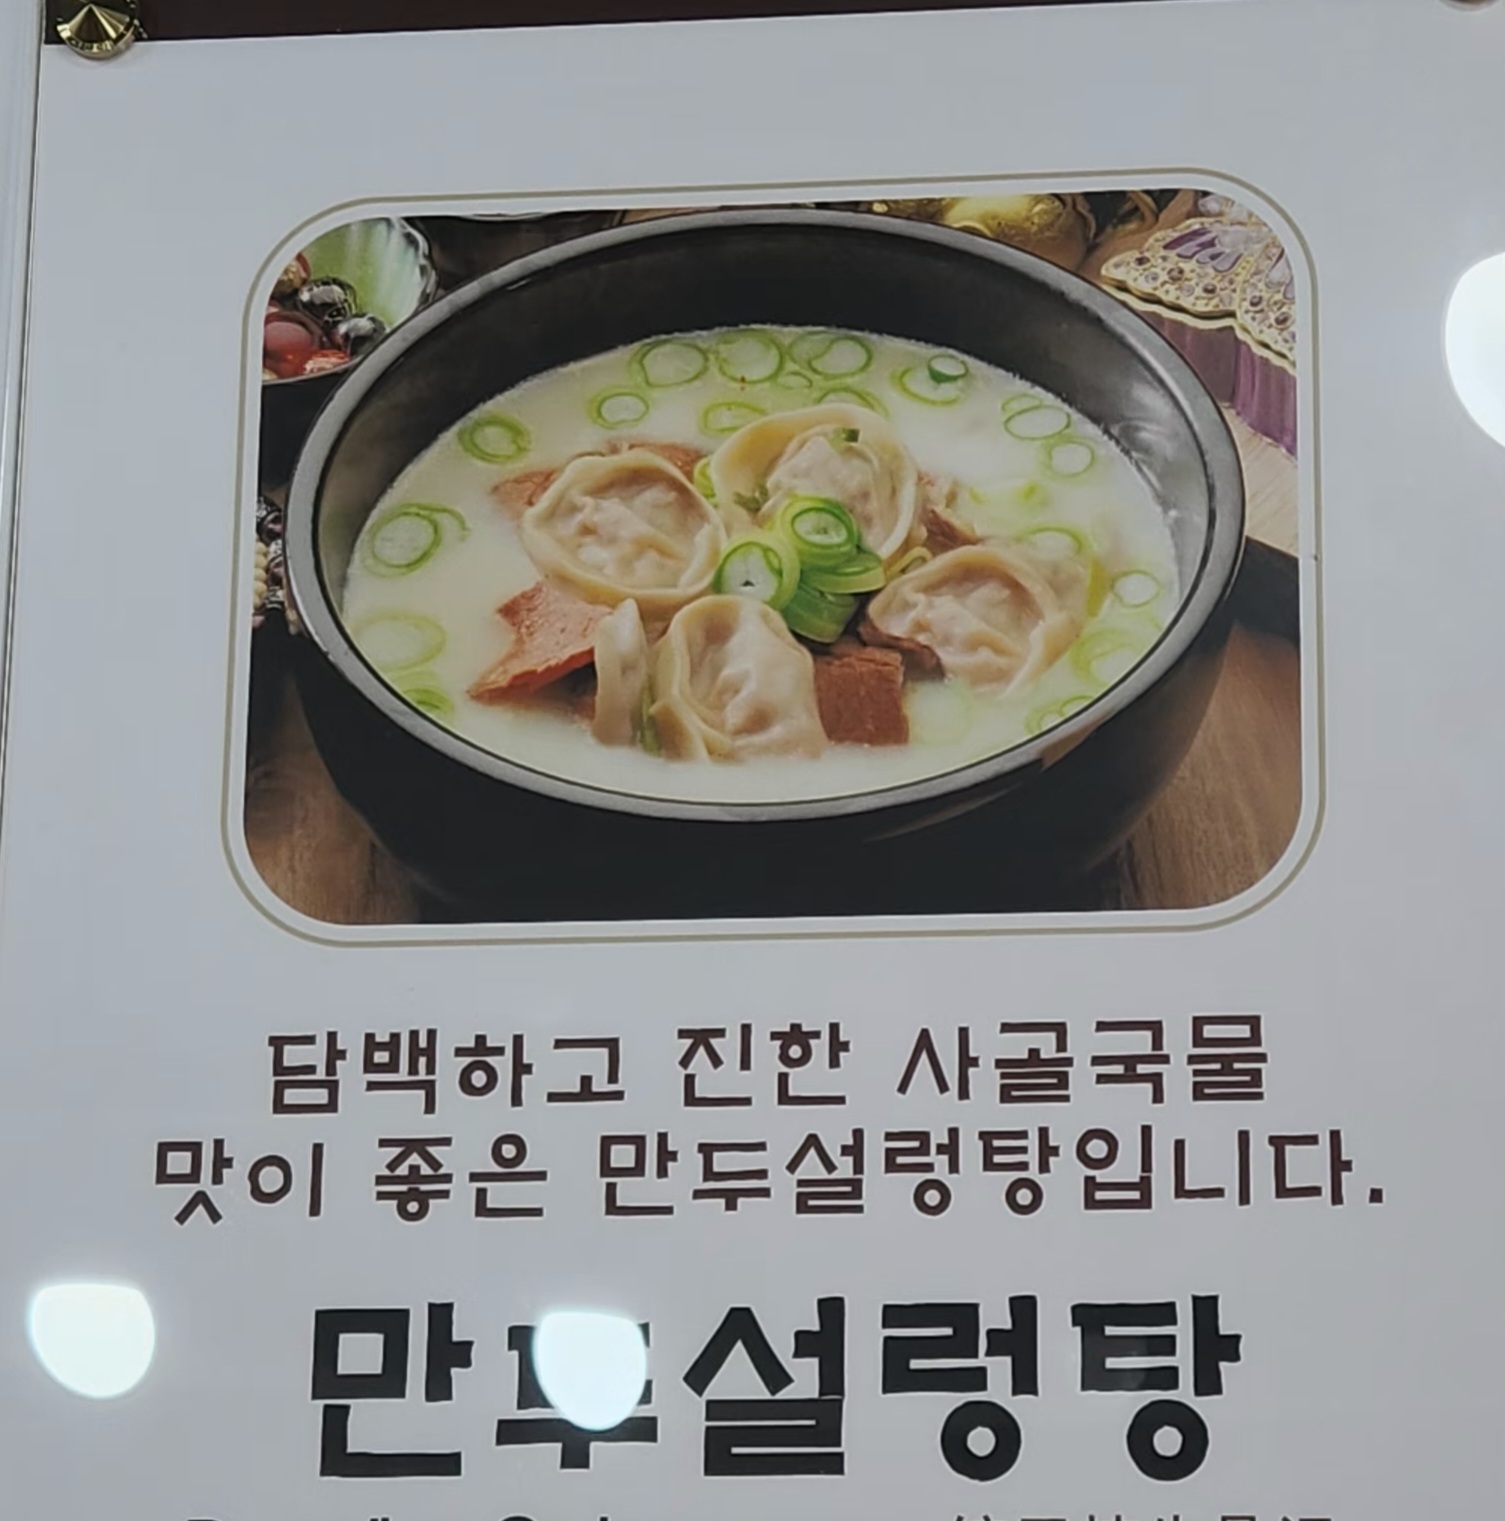 담백하고 진한 사골국물
맛이 좋은 만두설렁탕입니다.
만두설렁탕